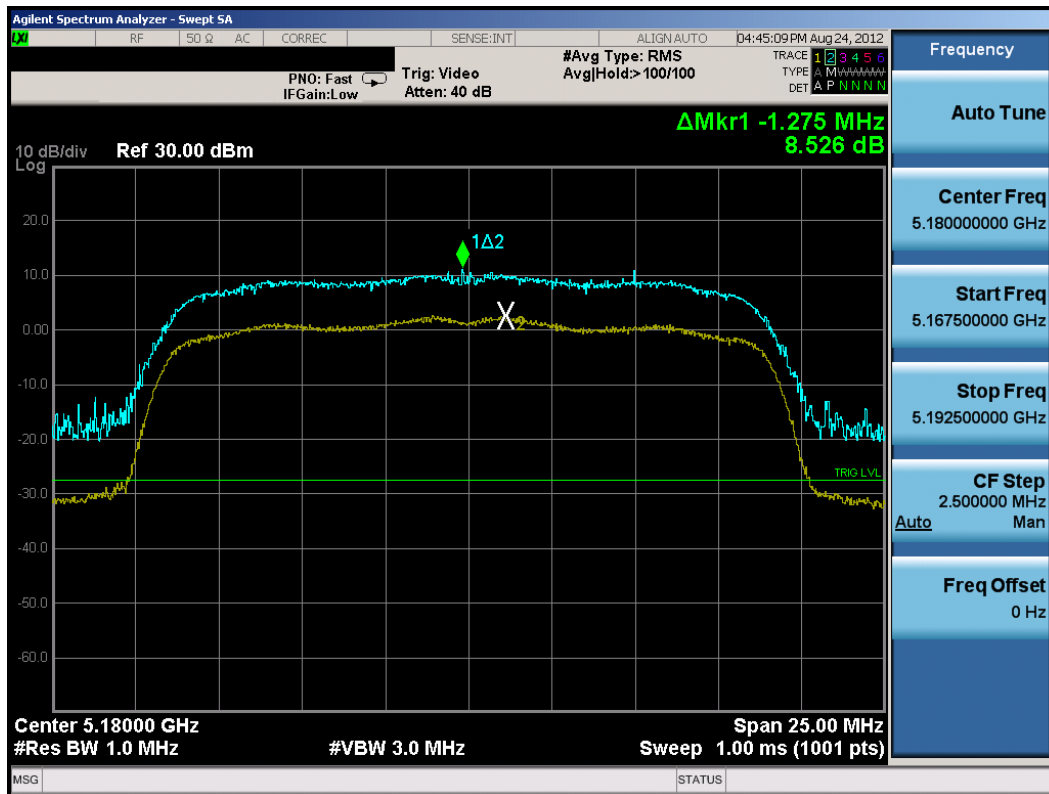 Agilent Spectrum Analyzer - Swept SA
LXI RF 50 Ω AC CORREC SENSE:INT ALIGN AUTO 04:45:09 PM Aug 24, 2012
PNO: Fast
IFGain:Low
Trig: Video
Atten: 40 dB
#Avg Type: RMS
Avg|Hold:>100/100
TRACE 1 2 3 4 5 6
TYPE A M W W W W
DET A P N N N N
ΔMkr1 -1.275 MHz
8.526 dB
10 dB/div Ref 30.00 dBm
Log
20.0
10.0
0.00
-10.0
-20.0
-30.0
-40.0
-50.0
-60.0
1Δ2
X2
TRIG LVL
Center 5.18000 GHz Span 25.00 MHz
#Res BW 1.0 MHz #VBW 3.0 MHz Sweep 1.00 ms (1001 pts)
MSG STATUS
Frequency
Auto Tune
Center Freq
5.180000000 GHz
Start Freq
5.167500000 GHz
Stop Freq
5.192500000 GHz
CF Step
2.500000 MHz
Auto Man
Freq Offset
0 Hz